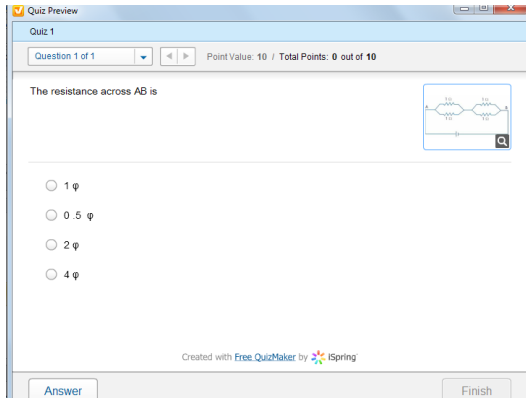 Quiz Preview
Quiz 1
Question 1 of 1
Point Value: 10 / Total Points: 0 out of 10
The resistance across AB is
A
B
1 φ
0 .5 φ
2 φ
4 φ
Created with Free QuizMaker by iSpring
Answer
Finish